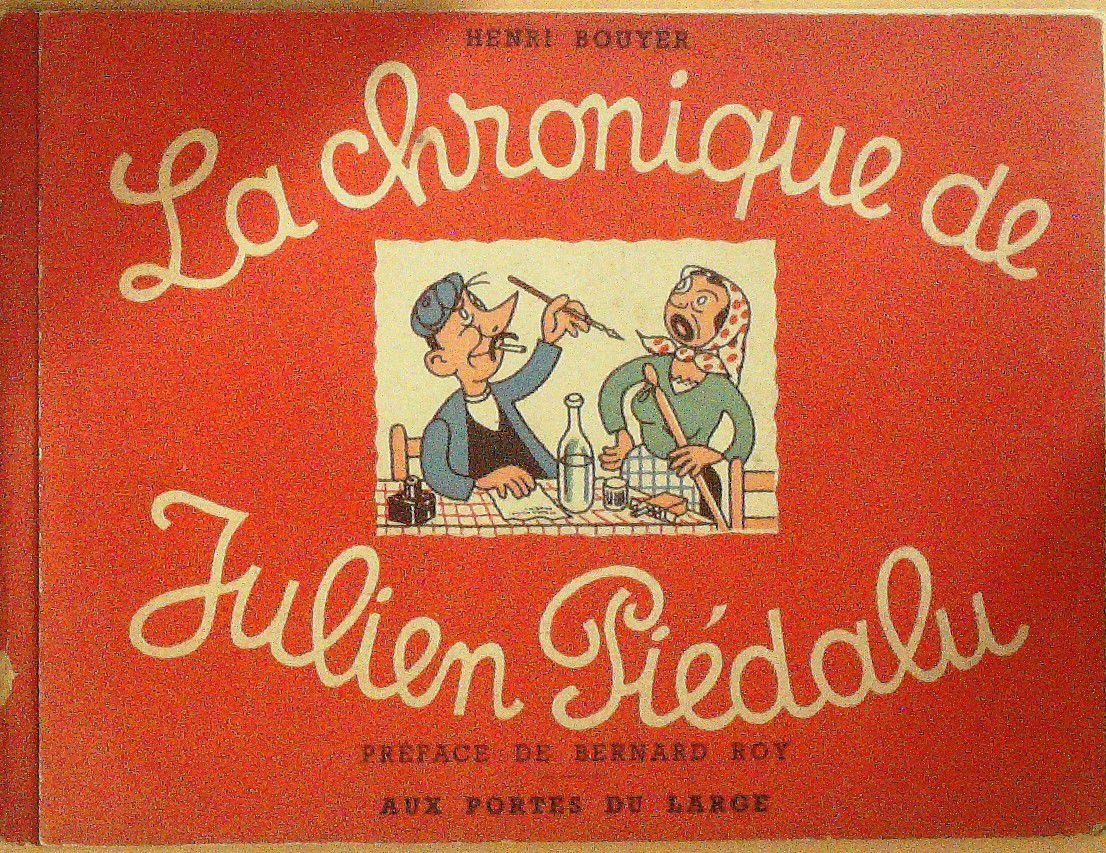 HENRI BOUYER
La chronique de
Julien Piédalu
PRÉFACE DE BERNARD ROY
AUX PORTES DU LARGE